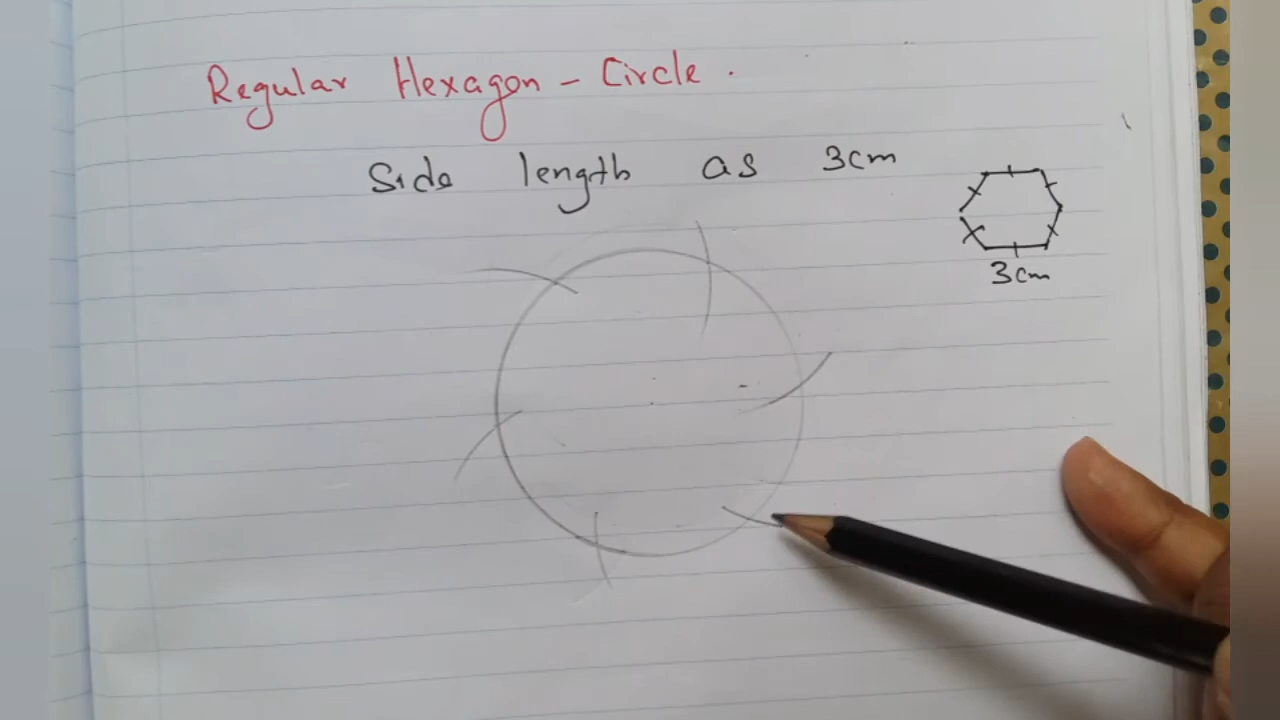 Regular Hexagon - Circle.
Side length as 3cm
3cm